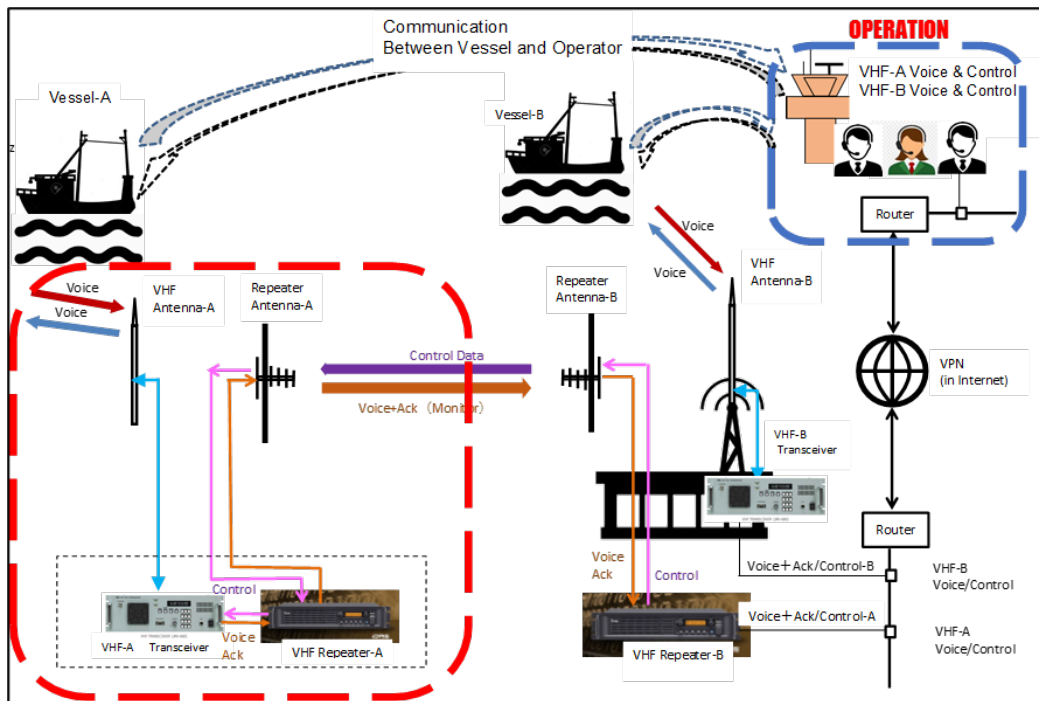 Communication
Between Vessel and Operator
OPERATION
VHF-A Voice & Control
VHF-B Voice & Control
Vessel-A
Vessel-B
z
Router
Voice
Voice
VHF
Antenna-A
Repeater
Antenna-A
Repeater
Antenna-B
Voice
Voice
VHF
Antenna-B
Control Data
Voice+Ack（Monitor）
VPN
(in Internet)
VHF-B
Transceiver
Router
Voice
Ack
Control
Voice＋Ack/Control-B
VHF-B
Voice/Control
Control
Voice
Ack
VHF-A Transceiver
VHF Repeater-A
Voice＋Ack/Control-A
VHF-A
Voice/Control
VHF Repeater-B